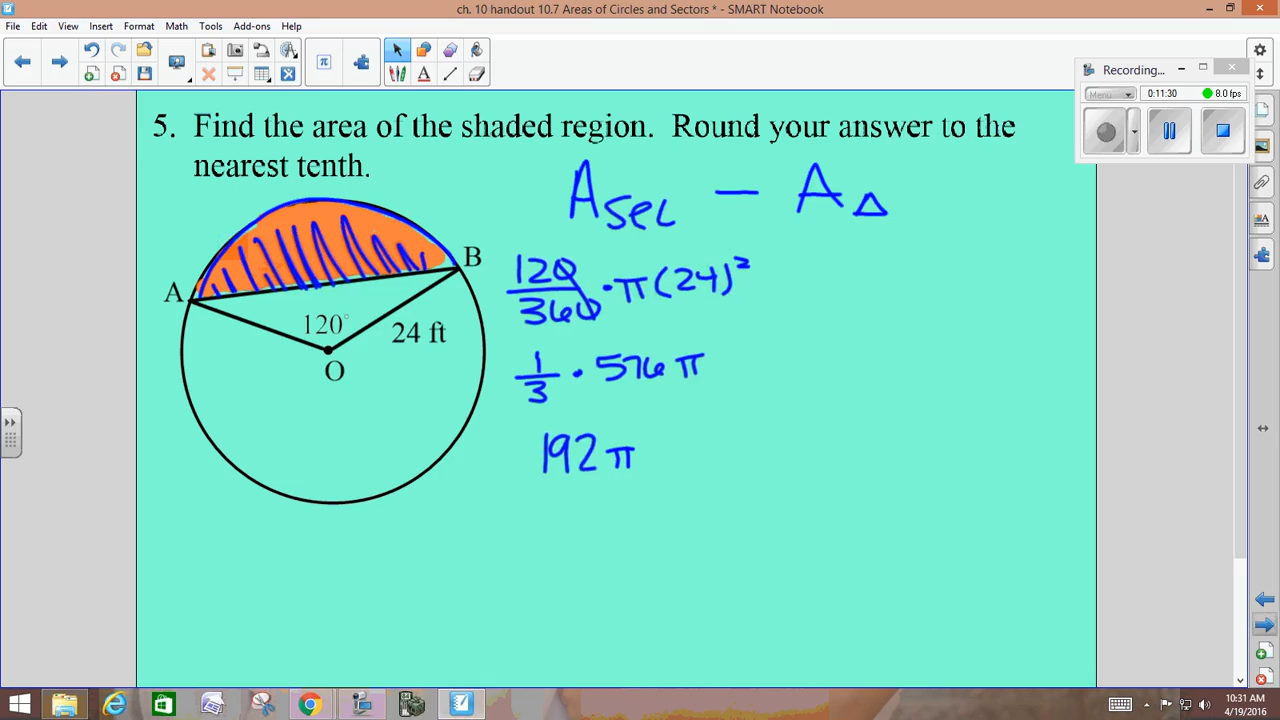 ch. 10 handout 10.7 Areas of Circles and Sectors * - SMART Notebook
File Edit View Insert Format Math Tools Add-ons Help
Recording...
Menu
0:11:30
8.0 fps
5. Find the area of the shaded region. Round your answer to the
nearest tenth.
A sec - A △
A
B
120°
24 ft
O
120/360 • π(24)²
1/3 • 576π
192π
10:31 AM
4/19/2016